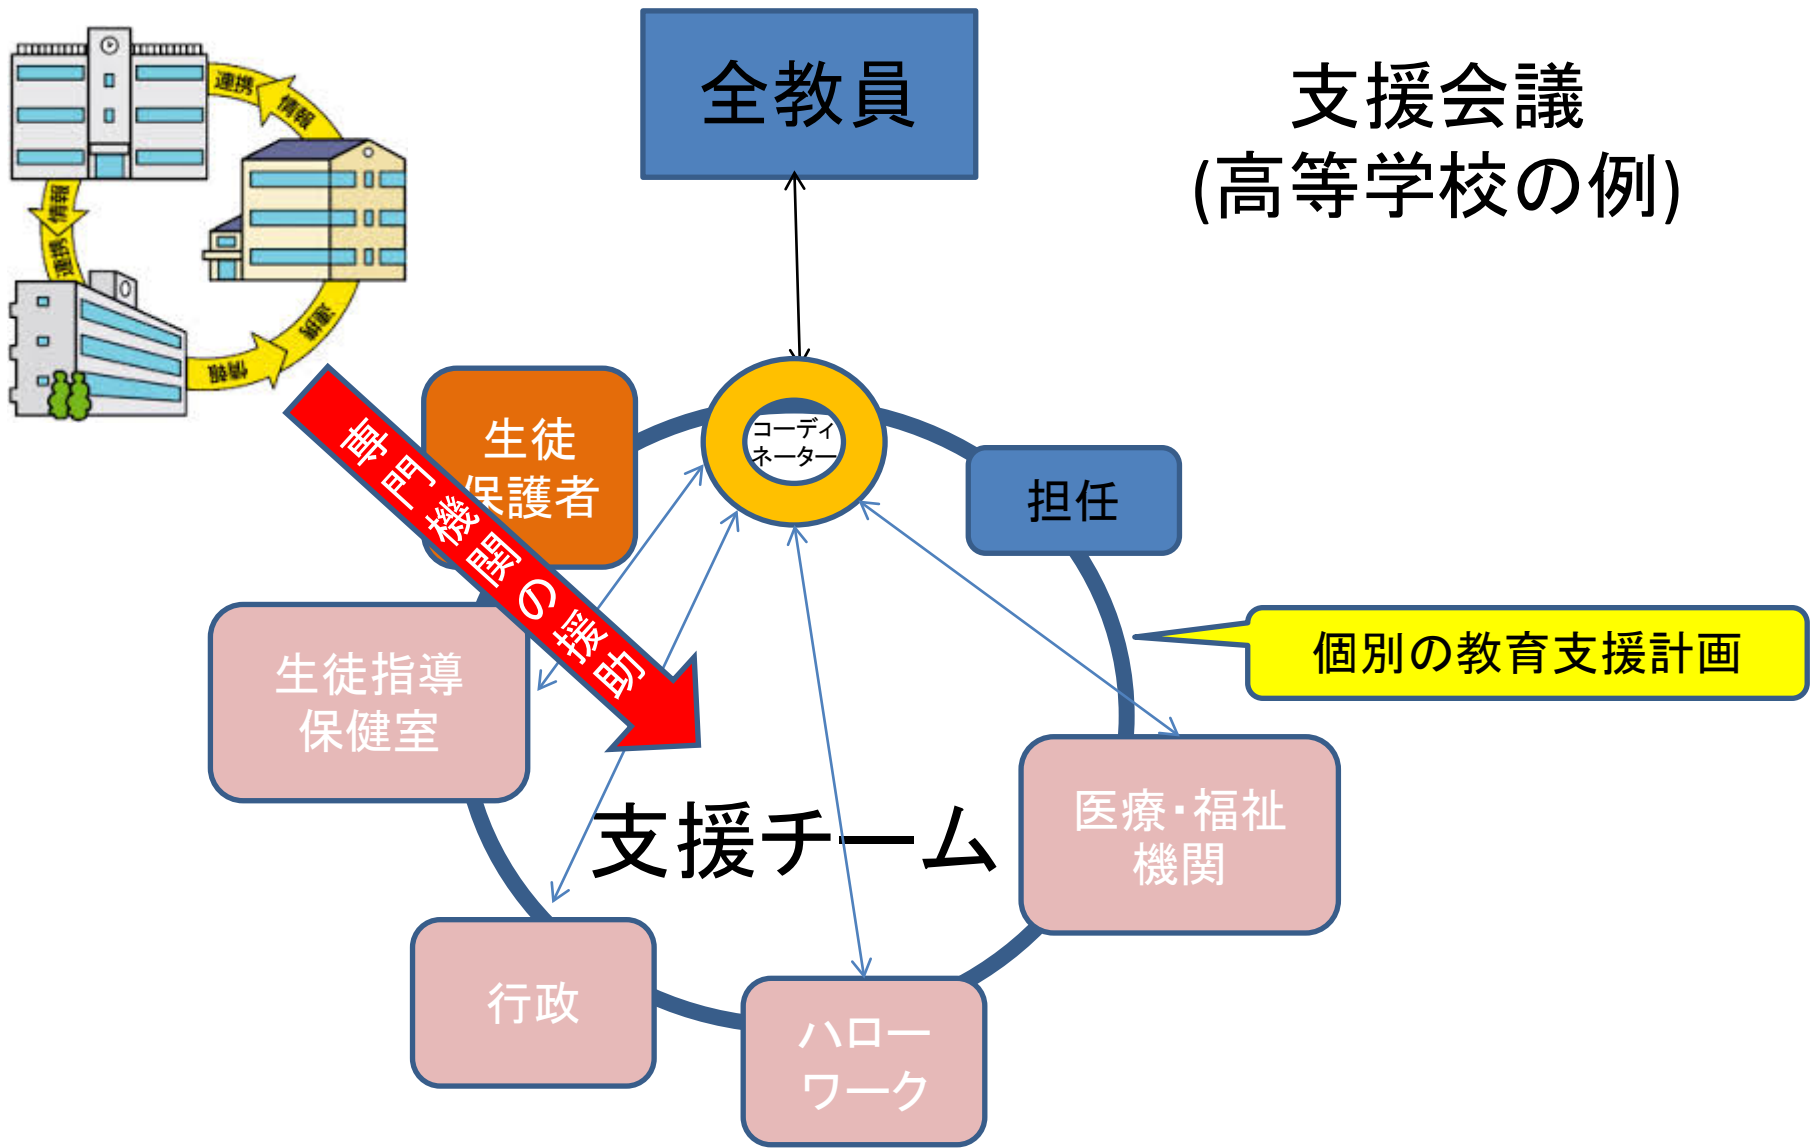 全教員
支援会議
(高等学校の例)
連携
情報
情報
連携
連携
情報
コーディ
ネーター
生徒
保護者
専門機関の援助
担任
個別の教育支援計画
生徒指導
保健室
医療・福祉
機関
支援チーム
行政
ハロー
ワーク